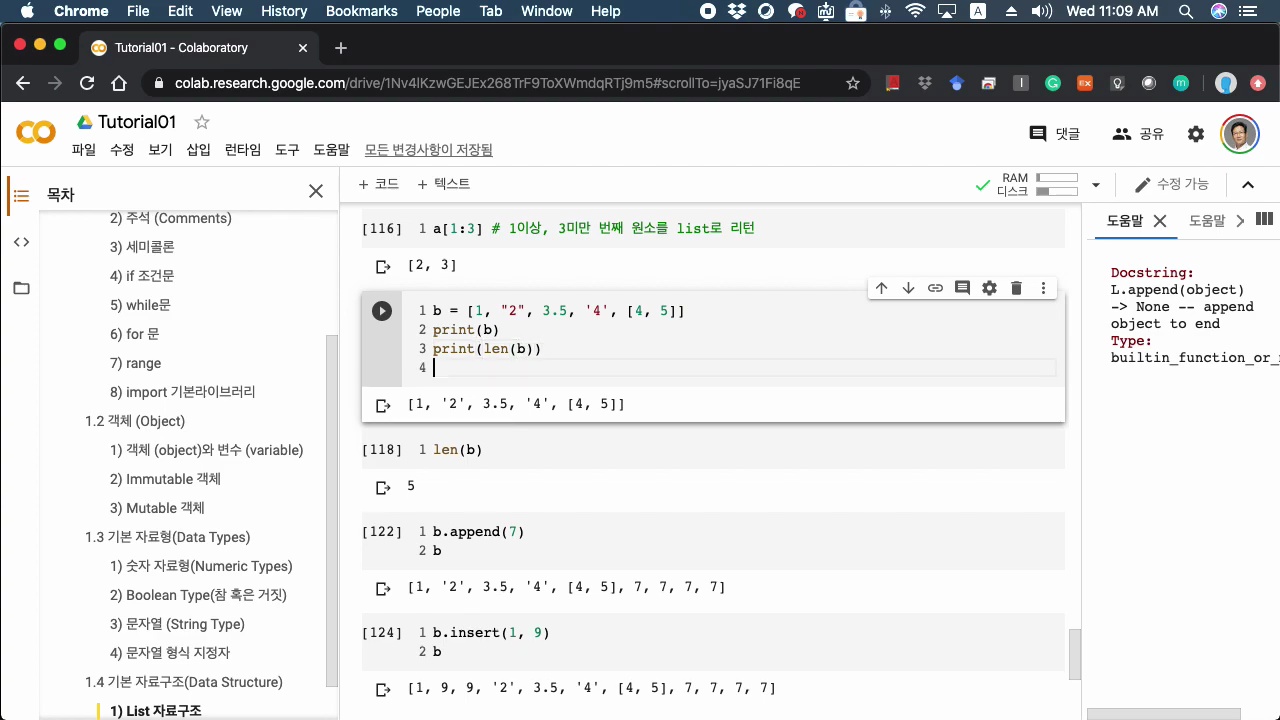 Chrome File Edit View History Bookmarks People Tab Window Help
A Wed 11:09 AM
Tutorial01 - Colaboratory
colab.research.google.com/drive/1Nv4lKzwGEJEx268TrF9ToXWmdqRTj9m5#scrollTo=jyaSJ71Fi8qE
Tutorial01
댓글 공유
파일 수정 보기 삽입 런타임 도구 도움말 모든 변경사항이 저장됨
목차
+ 코드 + 텍스트
RAM
디스크
수정 가능
2) 주석 (Comments)
3) 세미콜론
4) if 조건문
5) while문
6) for 문
7) range
8) import 기본라이브러리
1.2 객체 (Object)
1) 객체 (object)와 변수 (variable)
2) Immutable 객체
3) Mutable 객체
1.3 기본 자료형(Data Types)
1) 숫자 자료형(Numeric Types)
2) Boolean Type(참 혹은 거짓)
3) 문자열 (String Type)
4) 문자열 형식 지정자
1.4 기본 자료구조(Data Structure)
1) List 자료구조
[116] 1 a[1:3] # 1이상, 3미만 번째 원소를 list로 리턴
[2, 3]
1 b = [1, "2", 3.5, '4', [4, 5]]
2 print(b)
3 print(len(b))
4
[1, '2', 3.5, '4', [4, 5]]
[118] 1 len(b)
5
[122] 1 b.append(7)
2 b
[1, '2', 3.5, '4', [4, 5], 7, 7, 7, 7]
[124] 1 b.insert(1, 9)
2 b
[1, 9, 9, '2', 3.5, '4', [4, 5], 7, 7, 7, 7]
도움말 도움말
Docstring:
L.append(object)
-> None -- append
object to end
Type:
builtin_function_or_